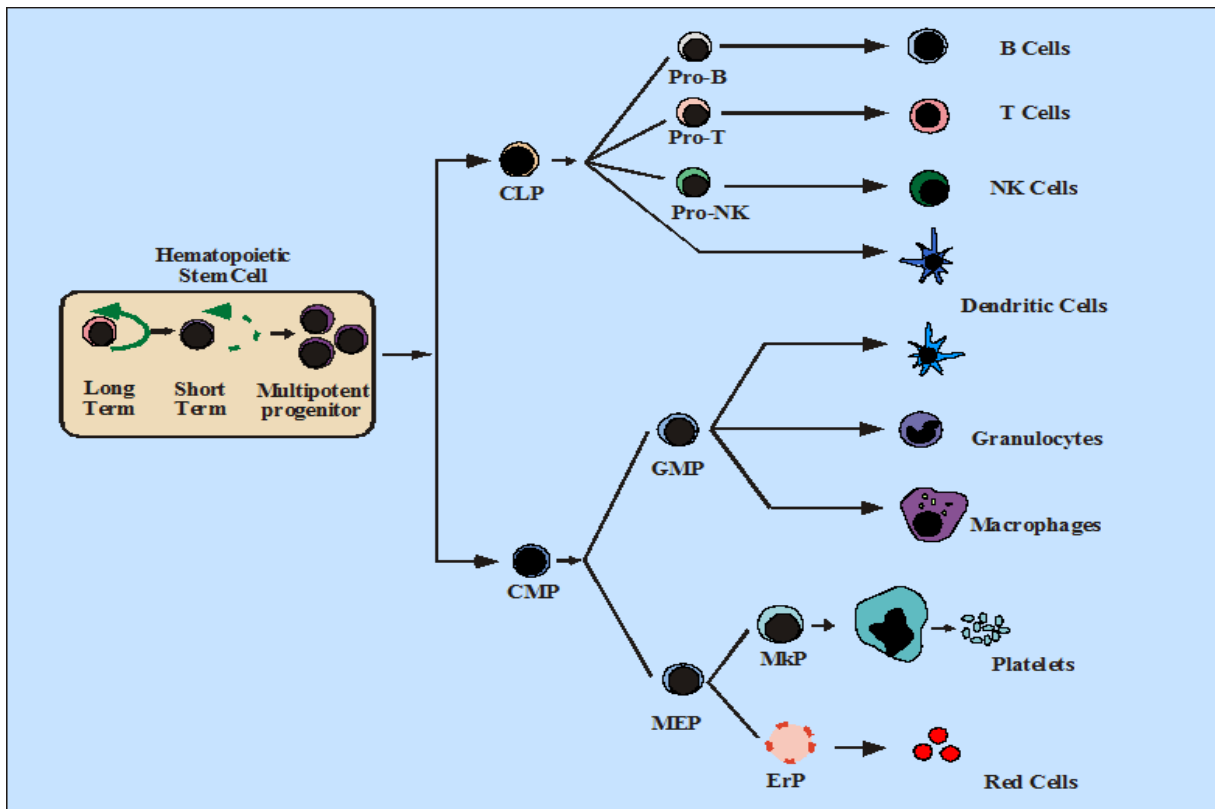 Pro-B
B Cells
Pro-T
T Cells
CLP
Pro-NK
NK Cells
Hematopoietic
Stem Cell
Dendritic Cells
Long
Term
Short
Term
Multipotent
progenitor
GMP
Granulocytes
Macrophages
CMP
MkP
Platelets
MEP
ErP
Red Cells